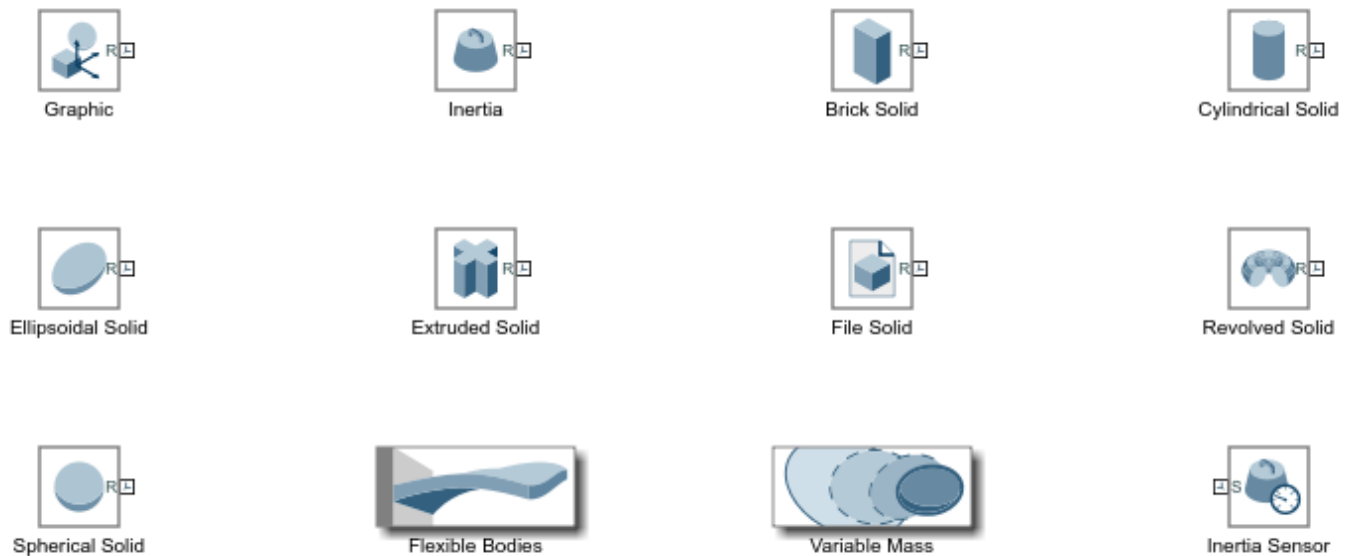 R R R R
Graphic Inertia Brick Solid Cylindrical Solid
R R R R
Ellipsoidal Solid Extruded Solid File Solid Revolved Solid
R S
Spherical Solid Flexible Bodies Variable Mass Inertia Sensor